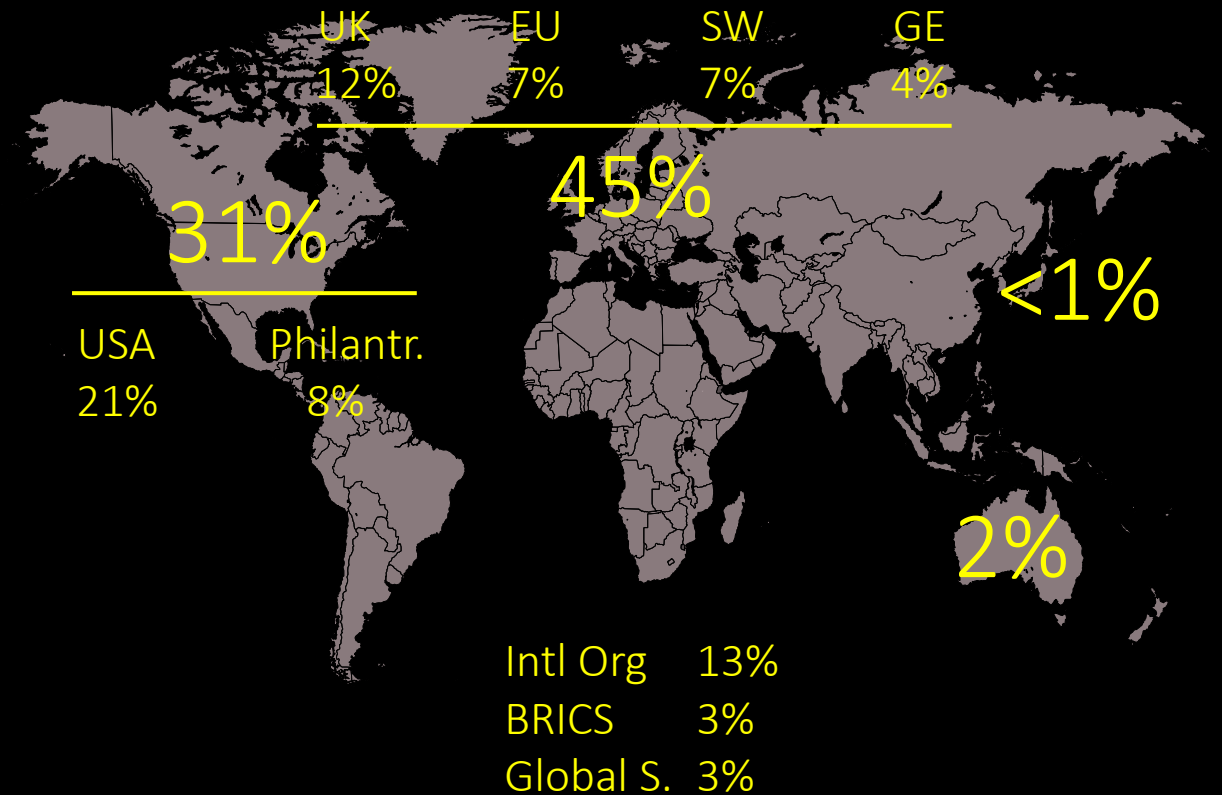 UK EU SW GE
12% 7% 7% 4%
45%
31%
<1%
USA Philantr.
21% 8%
2%
Intl Org 13%
BRICS 3%
Global S. 3%